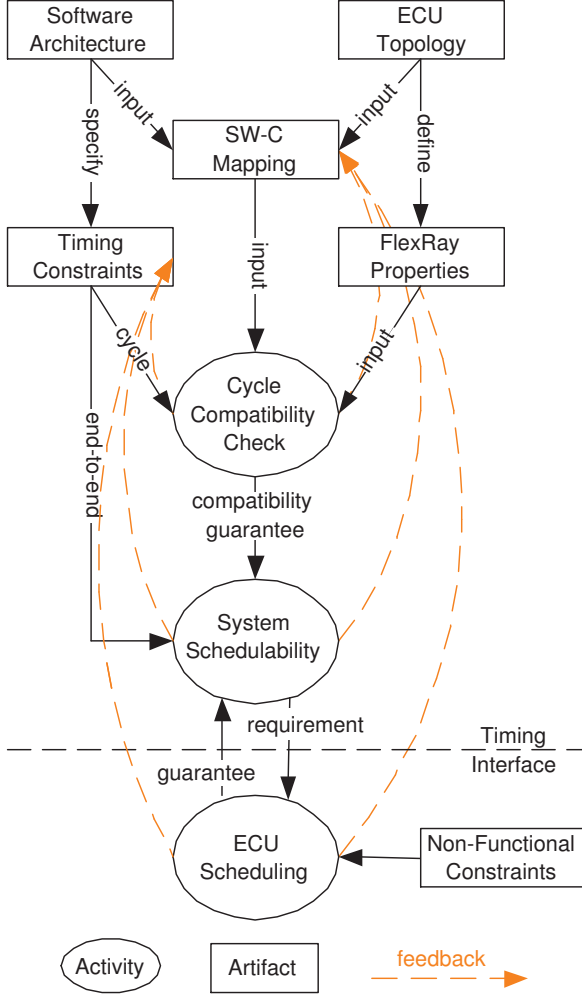 Software
Architecture
ECU
Topology
input
input
specify
define
SW-C
Mapping
Timing
Constraints
FlexRay
Properties
input
cycle
input
Cycle
Compatibility
Check
end-to-end
compatibility
guarantee
System
Schedulability
requirement
Timing
Interface
guarantee
ECU
Scheduling
Non-Functional
Constraints
Activity
Artifact
feedback